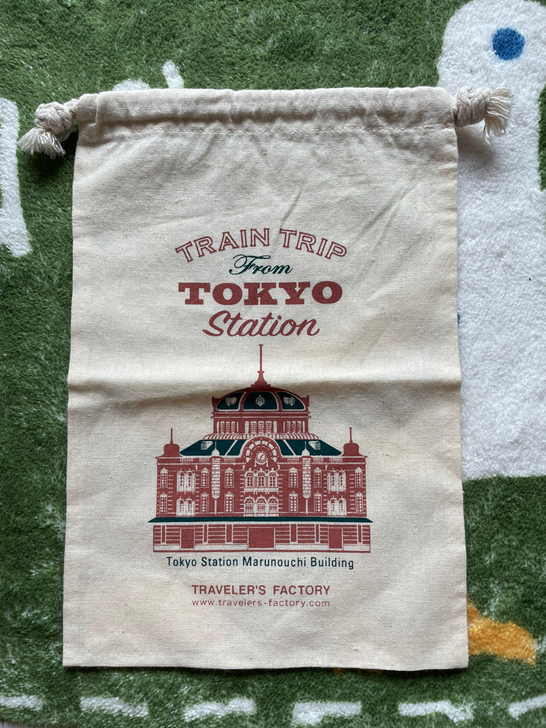 TRAIN TRIP
From
TOKYO
Station
Tokyo Station Marunouchi Building
TRAVELER'S FACTORY
www.travelers-factory.com